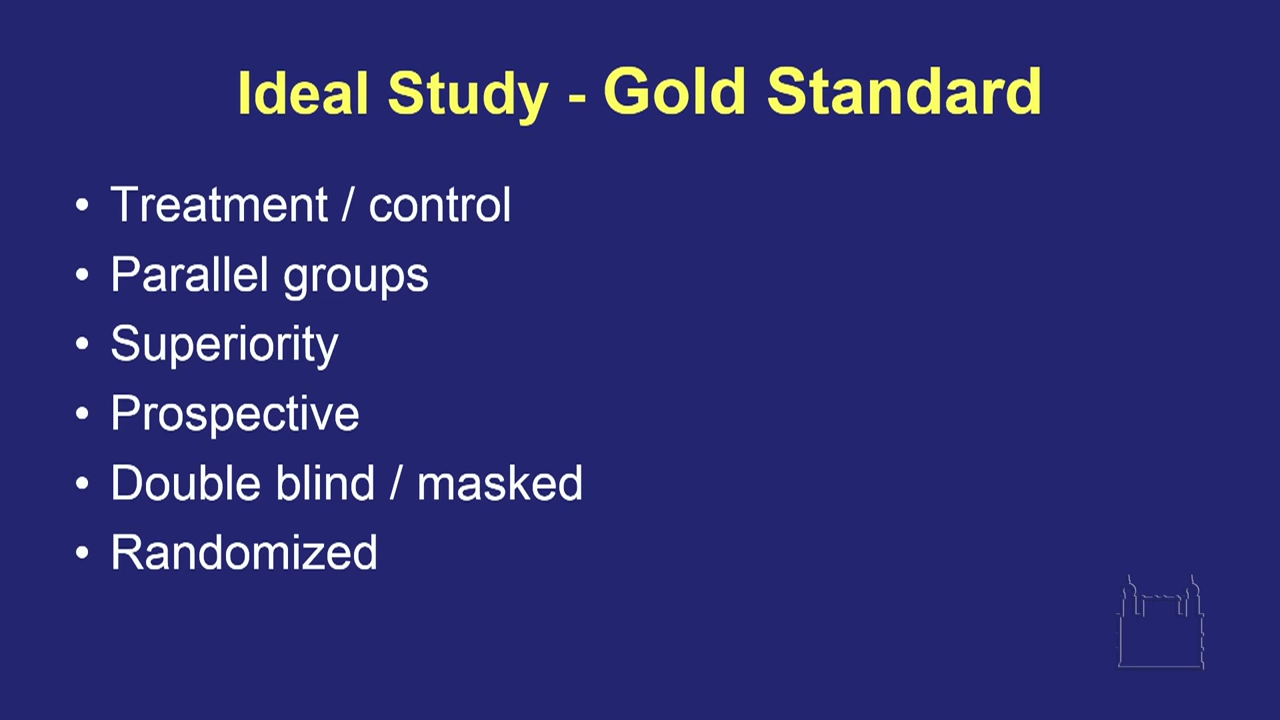 Ideal Study - Gold Standard
• Treatment / control
• Parallel groups
• Superiority
• Prospective
• Double blind / masked
• Randomized